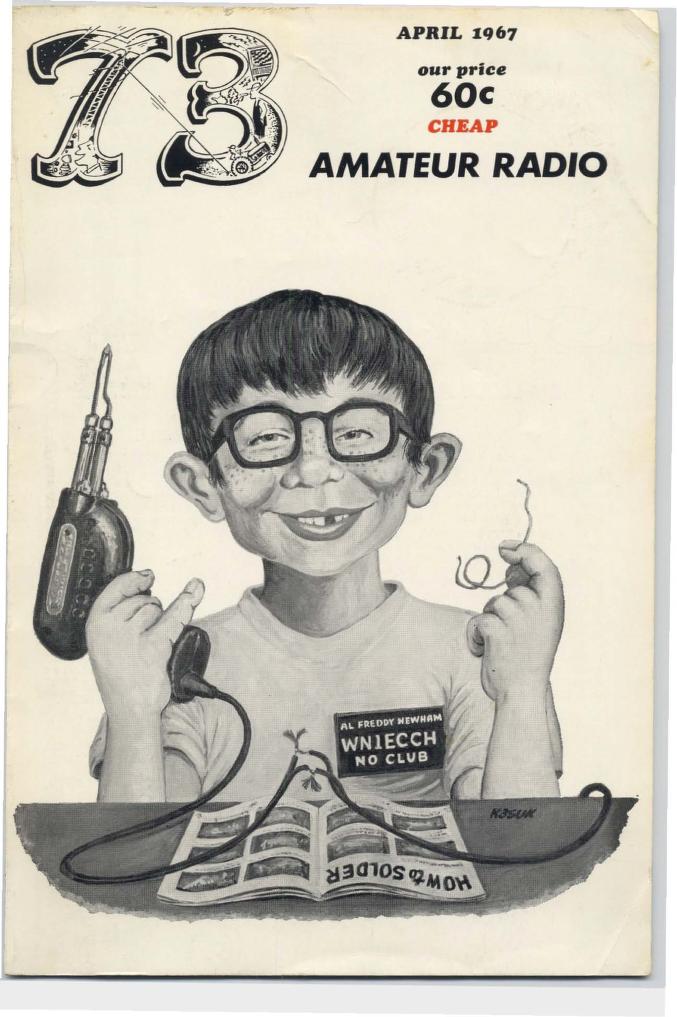 73
APRIL 1967
our price
60c
CHEAP
AMATEUR RADIO
AL FREDDY NEWHAM
WN1ECCH
NO CLUB
K3SUK
HOW to SOLDER